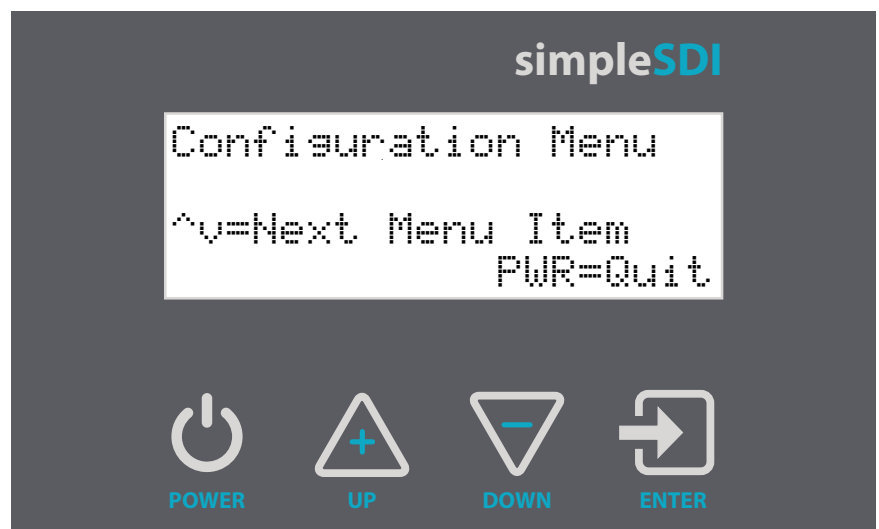 simpleSDI
Configuration Menu
^v=Next Menu Item
PWR=Quit
+
−
POWER UP DOWN ENTER